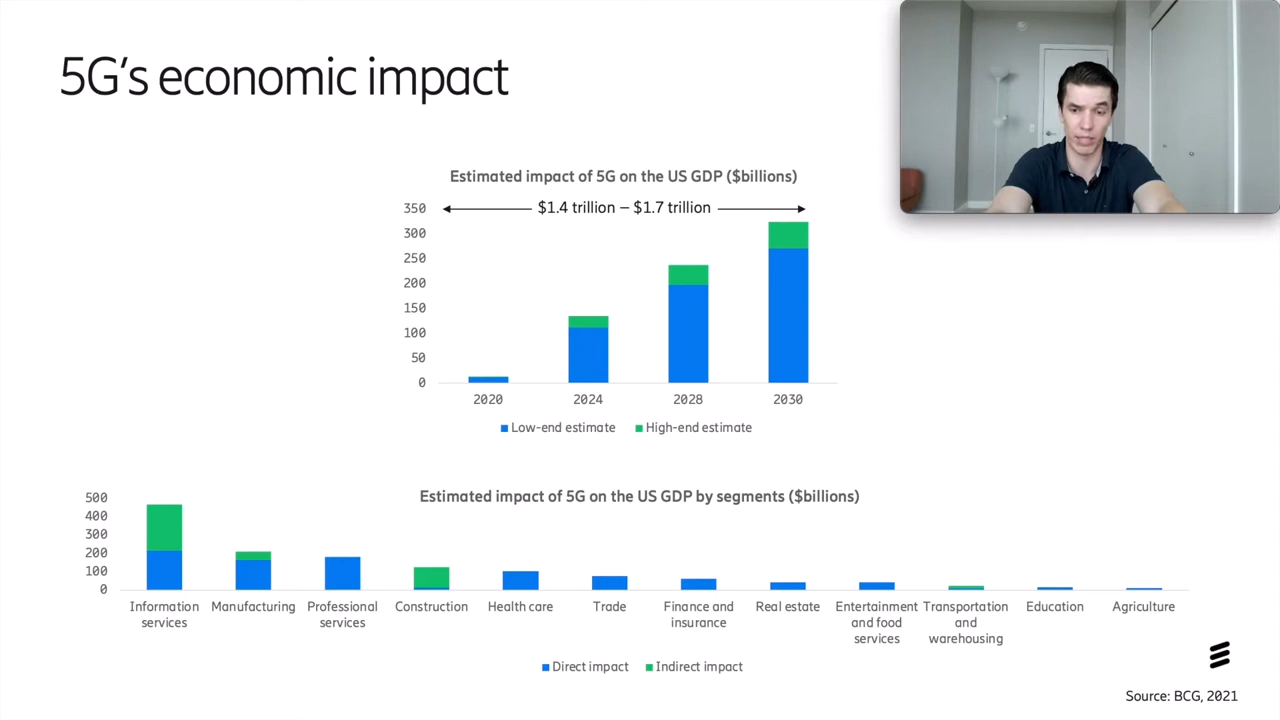 5G‘s economic impact
Estimated impact of 5G on the US GDP ($billions)
$1.4 trillion – $1.7 trillion
350
300
250
200
150
100
50
0
2020 2024 2028 2030
Low-end estimate High-end estimate
Estimated impact of 5G on the US GDP by segments ($billions)
500
400
300
200
100
0
Information services
Manufacturing
Professional services
Construction
Health care
Trade
Finance and insurance
Real estate
Entertainment and food services
Transportation and warehousing
Education
Agriculture
Direct impact Indirect impact
Source: BCG, 2021